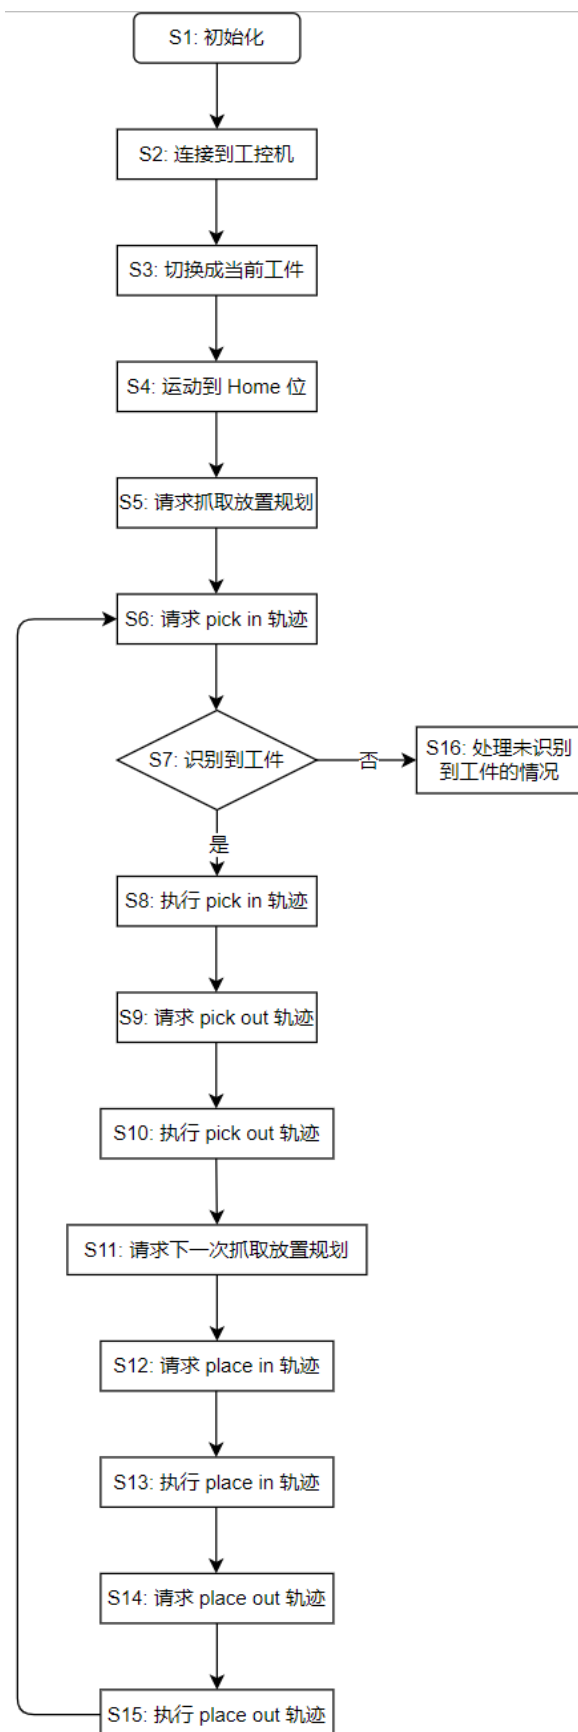 S1: 初始化
S2: 连接到工控机
S3: 切换成当前工件
S4: 运动到 Home 位
S5: 请求抓取放置规划
S6: 请求 pick in 轨迹
S7: 识别到工件
否
S16: 处理未识别
到工件的情况
是
S8: 执行 pick in 轨迹
S9: 请求 pick out 轨迹
S10: 执行 pick out 轨迹
S11: 请求下一次抓取放置规划
S12: 请求 place in 轨迹
S13: 执行 place in 轨迹
S14: 请求 place out 轨迹
S15: 执行 place out 轨迹